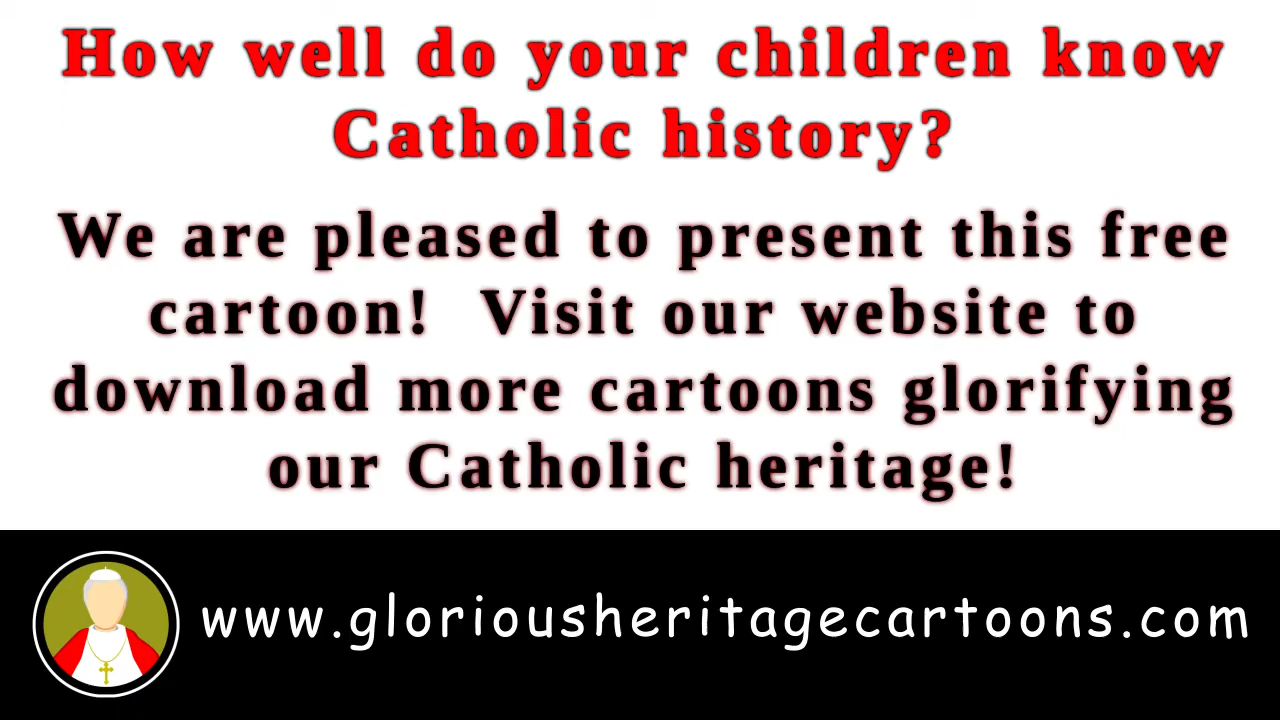 How well do your children know
Catholic history?
We are pleased to present this free
cartoon!  Visit our website to
download more cartoons glorifying
our Catholic heritage!
www.gloriousheritagecartoons.com